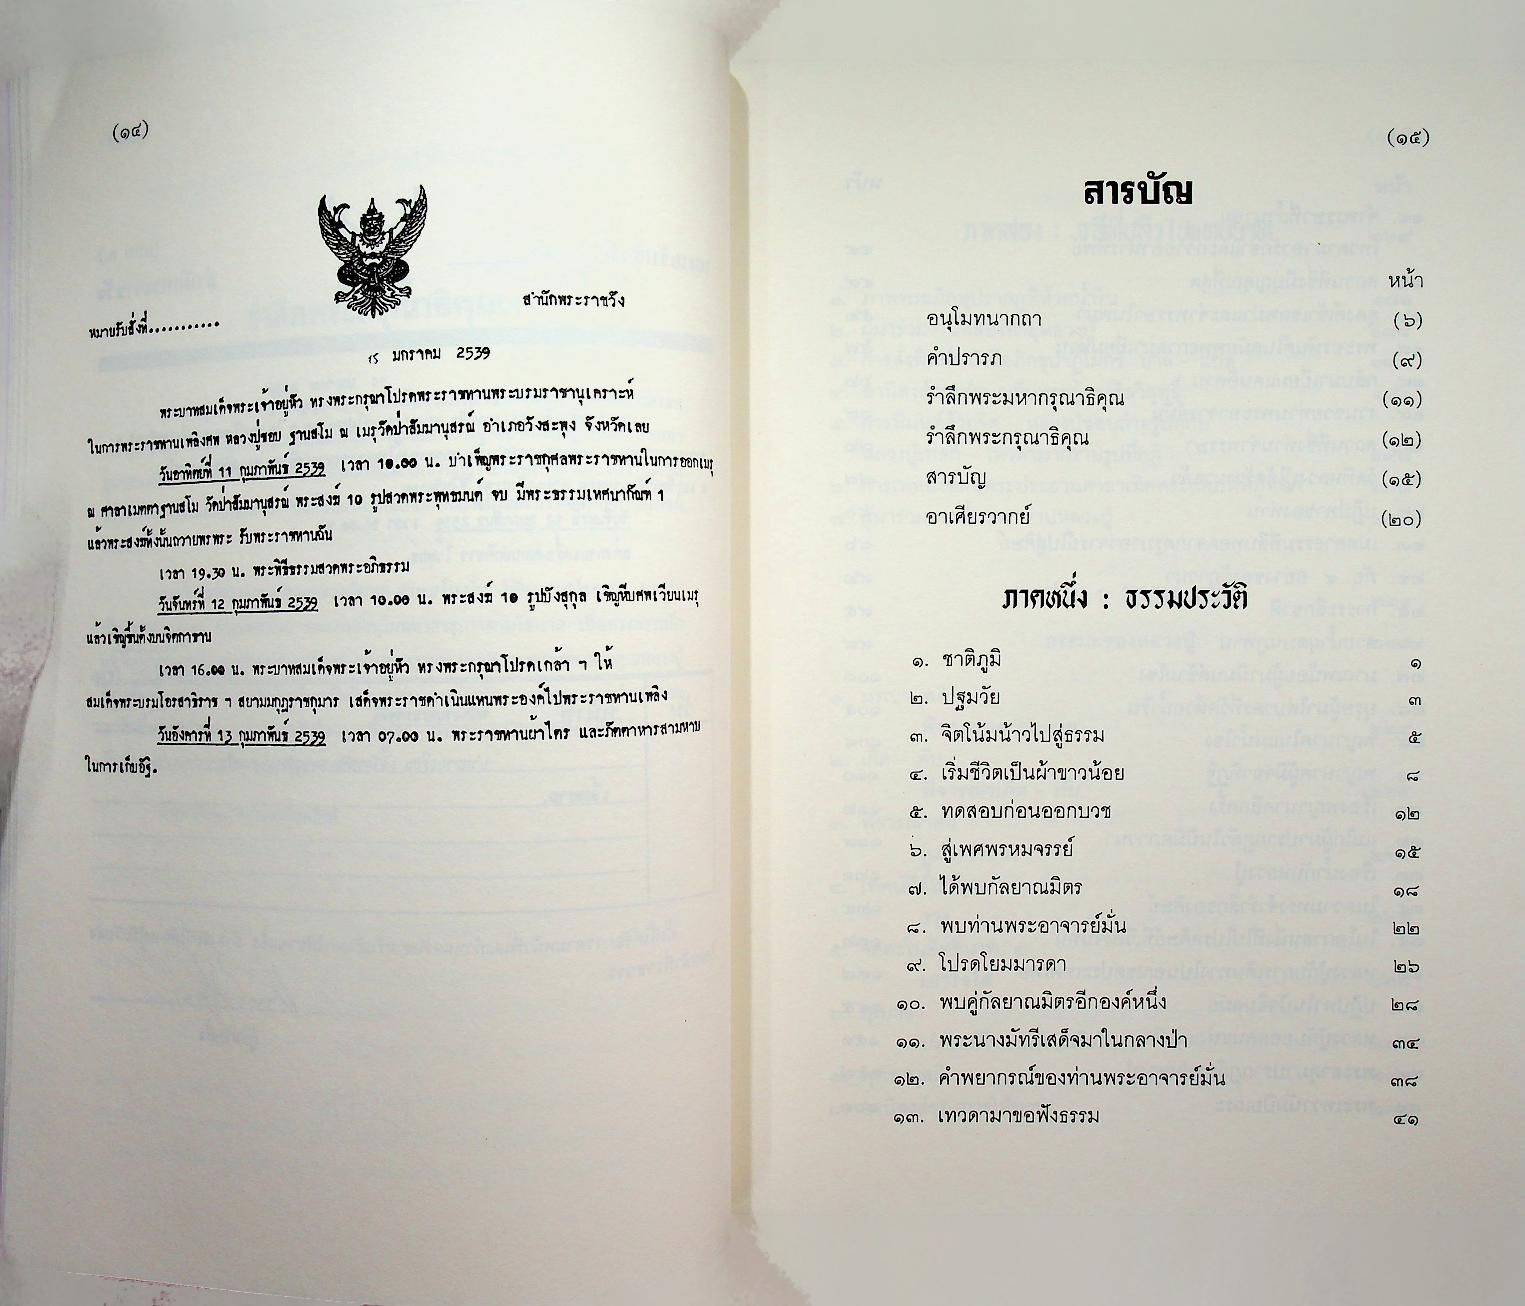 (๑๔)
สำนักพระราชวัง
หมายรับสั่งที่...........
๑๘ มกราคม 2539
พระบาทสมเด็จพระเจ้าอยู่หัว ทรงพระกรุณาโปรดพระราชทานพระบรมราชานุเคราะห์
ในการพระราชทานเพลิงศพ หลวงปู่ชอบ ฐานสโม ณ เมรุวัดป่าสัมมานุสรณ์ อำเภอวังสะพุง จังหวัดเลย
วันอาทิตย์ที่ 11 กุมภาพันธ์ 2539 เวลา 10.00 น. บำเพ็ญพระราชกุศลพระราชทานในการออกเมรุ
ณ ศาลาเมตตาฐานสโม วัดป่าสัมมานุสรณ์ พระสงฆ์ 10 รูปสวดพระพุทธมนต์ จบ มีพระธรรมเทศนากัณฑ์ 1
แล้วพระสงฆ์ทั้งนั้นถวายพรพระ รับพระราชทานฉัน
เวลา 19.30 น. พระพิธีธรรมสวดพระอภิธรรม
วันจันทร์ที่ 12 กุมภาพันธ์ 2539 เวลา 10.00 น. พระสงฆ์ 10 รูปบังสุกุล เชิญหีบศพเวียนเมรุ
แล้วเชิญขึ้นตั้งบนจิตกาธาน
เวลา 16.00 น. พระบาทสมเด็จพระเจ้าอยู่หัว ทรงพระกรุณาโปรดเกล้า ฯ ให้
สมเด็จพระบรมโอรสาธิราช ฯ สยามมกุฎราชกุมาร เสด็จพระราชดำเนินแทนพระองค์ไปพระราชทานเพลิง
วันอังคารที่ 13 กุมภาพันธ์ 2539 เวลา 07.00 น. พระราชทานผ้าไตร และภัตตาหารสามหาบ
ในการเก็บอัฐิ.
(๑๕)
สารบัญ
หน้า
อนุโมทนากถา (๖)
คำปรารภ (๙)
รำลึกพระมหากรุณาธิคุณ (๑๑)
รำลึกพระกรุณาธิคุณ (๑๒)
สารบัญ (๑๕)
อาเศียรวากย์ (๒๐)
ภาคหนึ่ง : ธรรมประวัติ
๑. ชาติภูมิ ๑
๒. ปฐมวัย ๓
๓. จิตโน้มน้าวไปสู่ธรรม ๕
๔. เริ่มชีวิตเป็นผ้าขาวน้อย ๘
๕. ทดสอบก่อนออกบวช ๑๒
๖. สู่เพศพรหมจรรย์ ๑๕
๗. ได้พบกัลยาณมิตร ๑๘
๘. พบท่านพระอาจารย์มั่น ๒๒
๙. โปรดโยมมารดา ๒๖
๑๐. พบคู่กัลยาณมิตรอีกองค์หนึ่ง ๒๘
๑๑. พระนางมัทรีเสด็จมาในกลางป่า ๓๔
๑๒. คำพยากรณ์ของท่านพระอาจารย์มั่น ๓๘
๑๓. เทวดามาขอฟังธรรม ๔๑